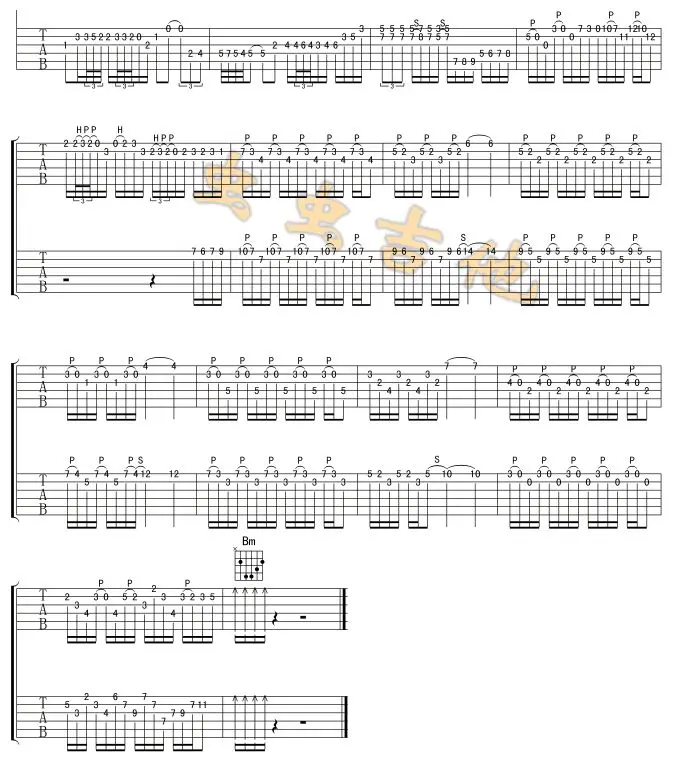 S S P P P P
T A B 1 3 3 5 2 2 3 3 2 0 2 1 0 0 2 4 5 7 5 4 5 5 2 4 4 6 4 3 4 6 3 5 3
7 8 9 5 5 6 7 8 5 0 0 3 0 0 7 3 0 10 7 11 12 10 11 12
3 3 3
H P P H H P P P P P P P P P P P P P P P
T A B 2 2 3 2 0 3 0 2 3 3 2 3 2 0 2 3 2 3 1 7 3 4 7 3 4 7 3 4 7 3 4 7 3 4 5 2 3 5 2 3 5 2 6 6 5 2 2 5 2 2 5 2 2 5 2 2 5 2 2
3 3
虫虫吉他
P P P P P S P P P P P
T A B 7 6 7 9 10 7 7 10 7 7 10 7 7 10 7 7 10 7 7 9 6 7 9 6 7 9 6 14 14 9 5 5 9 5 5 9 5 5 9 5 5 9 5 5
P P P P P P P P P P P P P
T A B 3 0 1 3 0 1 3 0 4 4 3 0 5 3 0 5 3 0 5 3 0 5 3 0 5 3 2 4 3 2 4 3 2 7 7 4 0 2 4 0 2 4 0 2 4 0 2 4 0 2
P P P S P P P P P S P P P P P
T A B 7 4 5 7 4 5 7 4 12 12 7 3 3 7 3 3 7 3 3 7 3 3 7 3 3 5 2 3 5 2 3 5 10 10 3 0 0 3 0 0 3 0 0 3 0 0 3 0 0
Bm
P P P ×
T A B 2 3 4 3 0 4 5 2 3 2 3 4 3 2 3 5
T A B 5 3 2 3 4 6 7 9 7 7 9 7 7 9 7 11